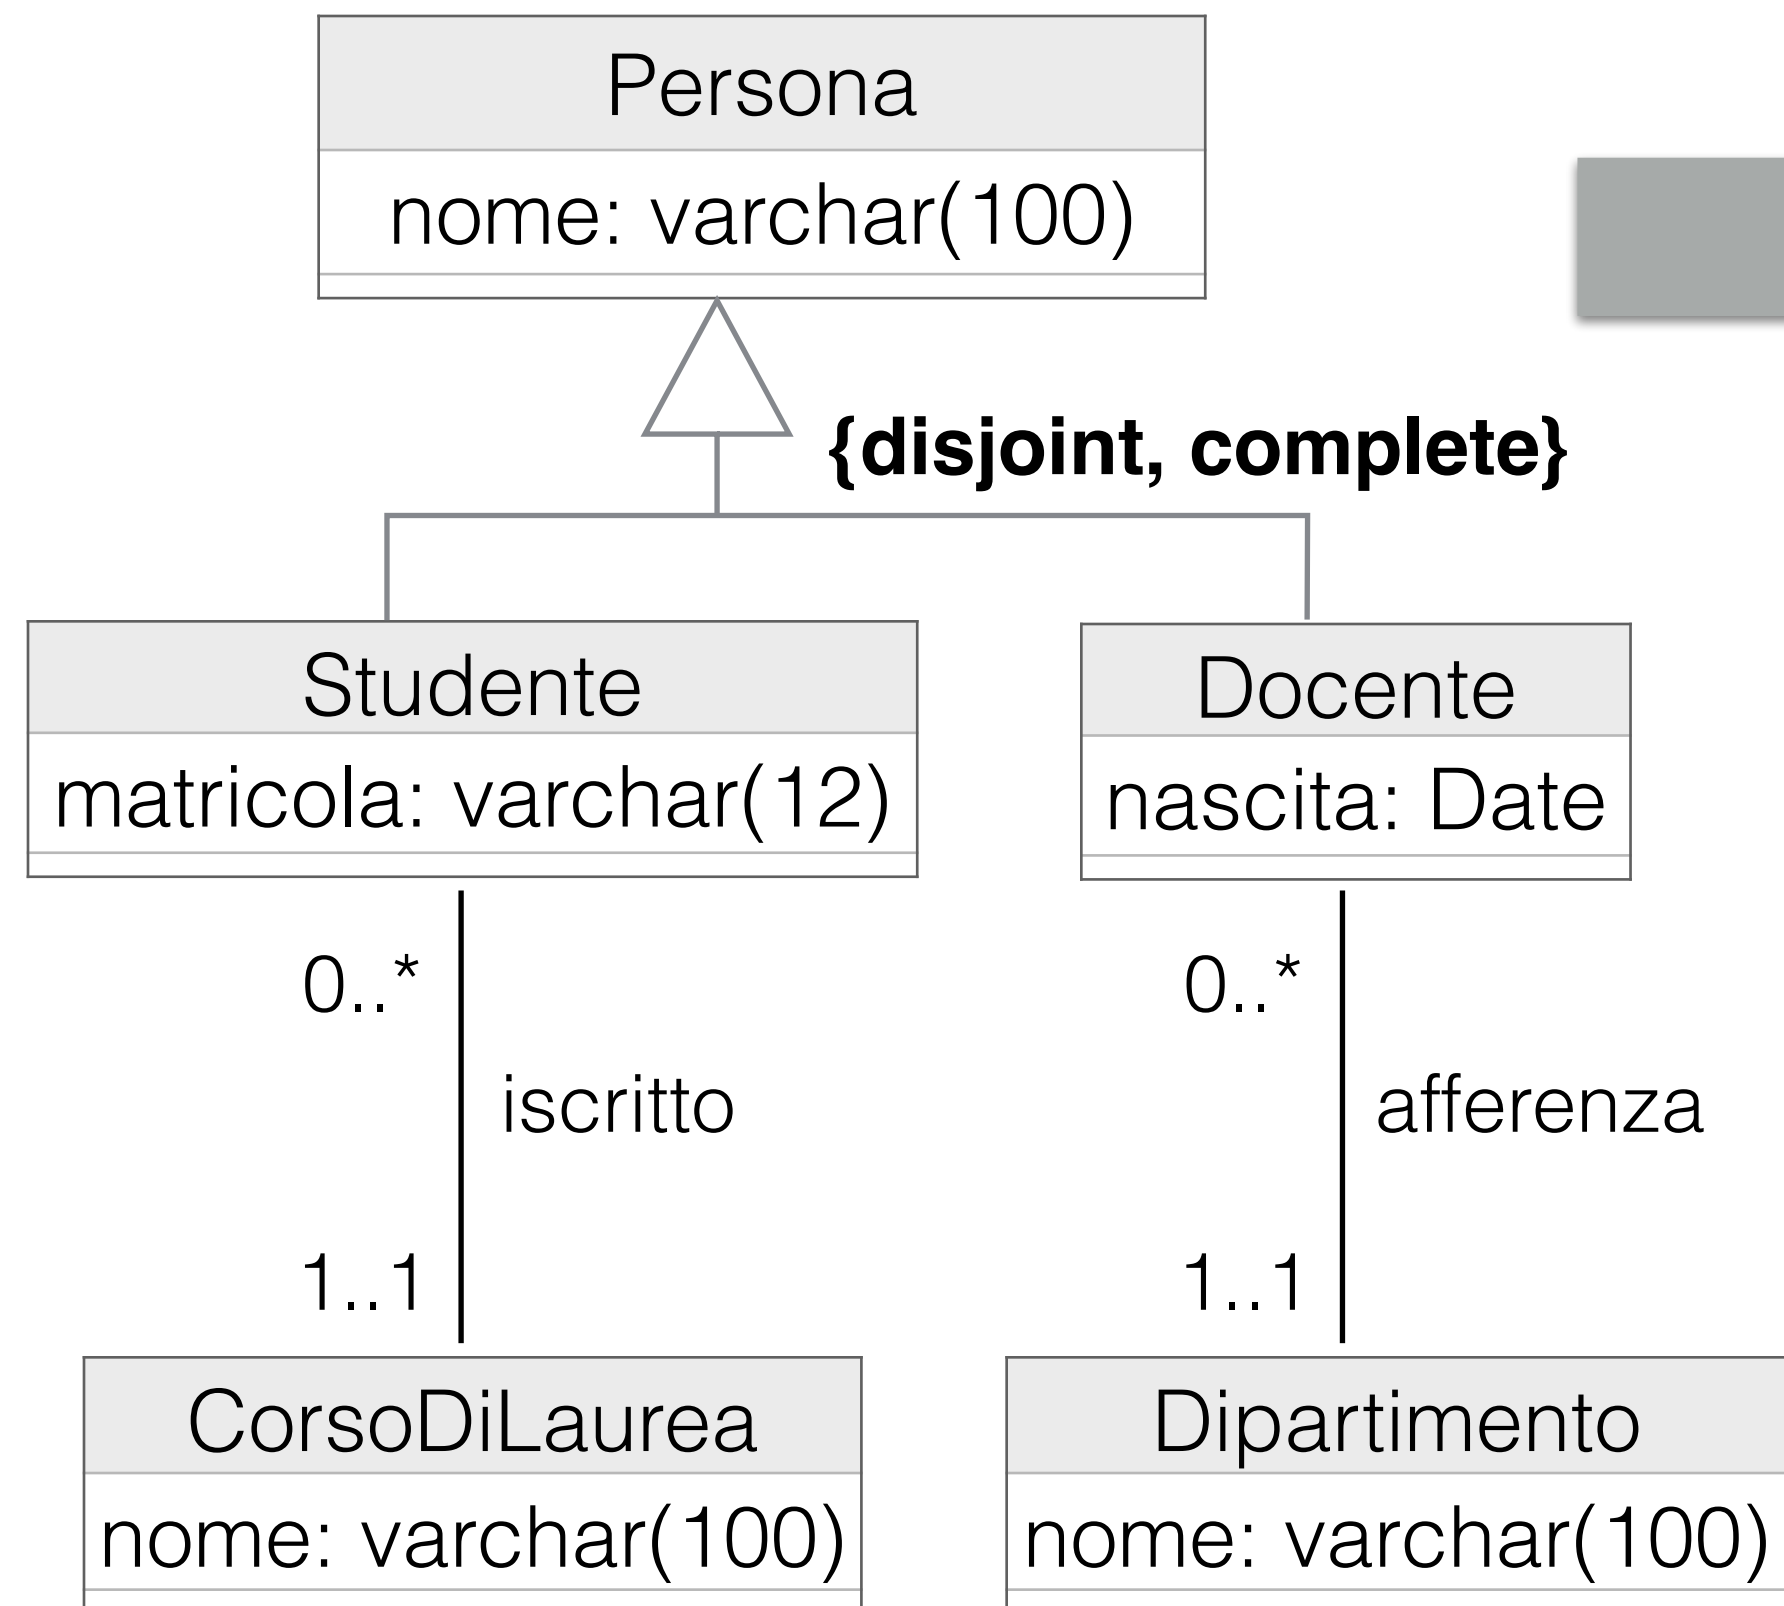 Persona
nome: varchar(100)
{disjoint, complete}
Studente
matricola: varchar(12)
Docente
nascita: Date
0..*
0..*
iscritto
afferenza
1..1
1..1
CorsoDiLaurea
nome: varchar(100)
Dipartimento
nome: varchar(100)